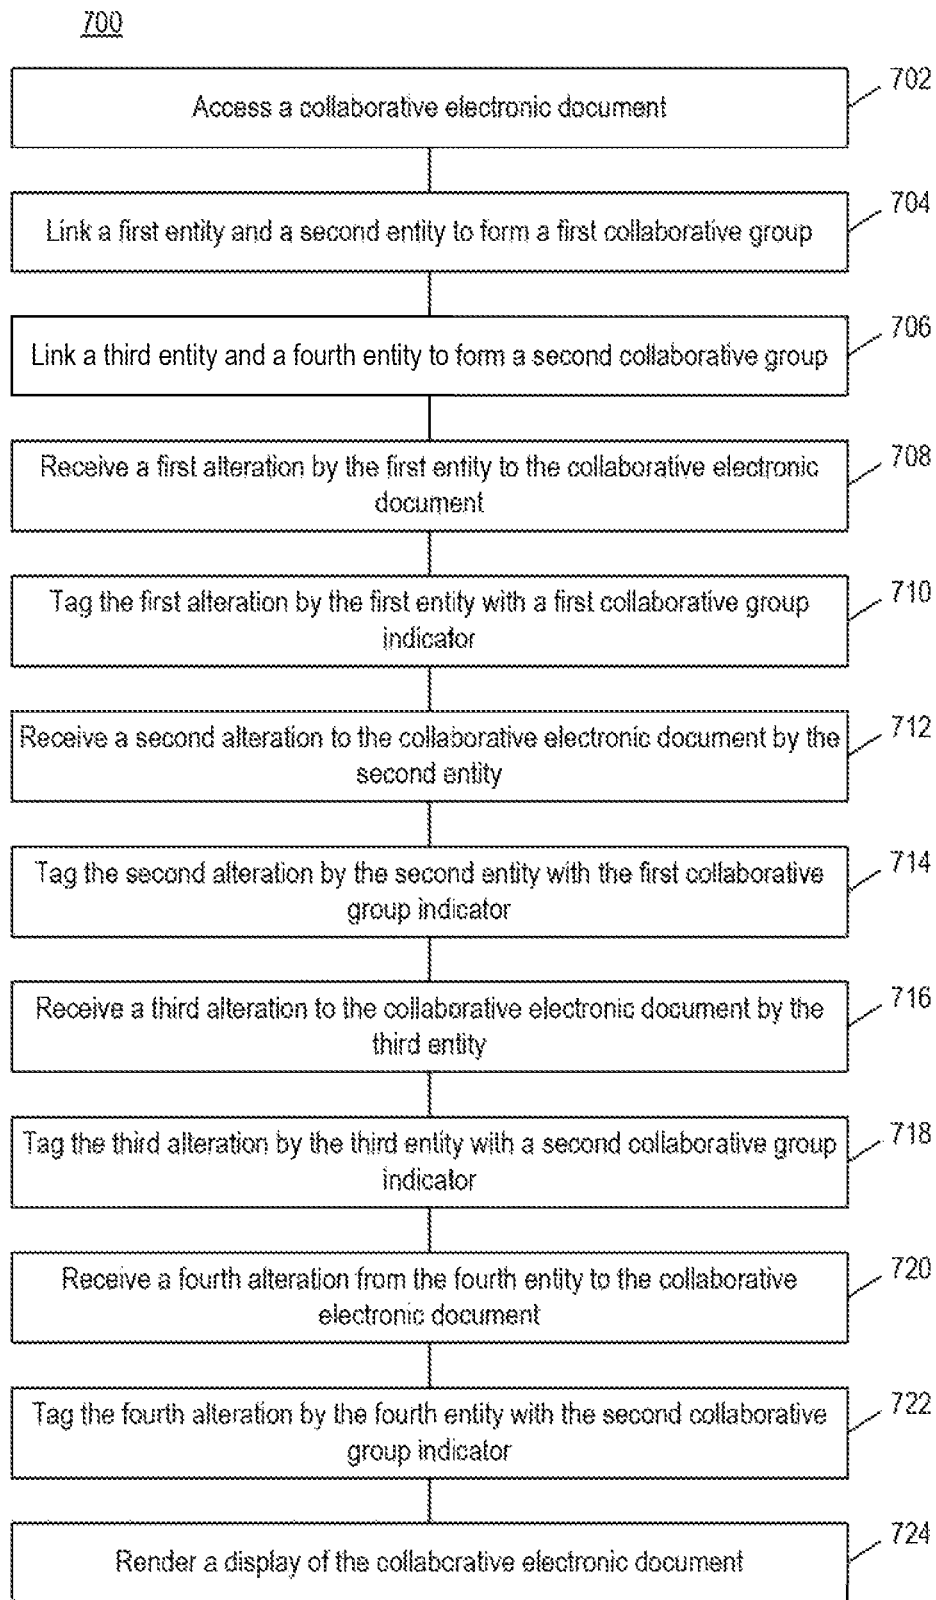 700
702
Access a collaborative electronic document
704
Link a first entity and a second entity to form a first collaborative group
706
Link a third entity and a fourth entity to form a second collaborative group
708
Receive a first alteration by the first entity to the collaborative electronic
document
710
Tag the first alteration by the first entity with a first collaborative group
indicator
712
Receive a second alteration to the collaborative electronic document by the
second entity
714
Tag the second alteration by the second entity with the first collaborative
group indicator
716
Receive a third alteration to the collaborative electronic document by the
third entity
718
Tag the third alteration by the third entity with a second collaborative group
indicator
720
Receive a fourth alteration from the fourth entity to the collaborative
electronic document
722
Tag the fourth alteration by the fourth entity with the second collaborative
group indicator
724
Render a display of the collaborative electronic document